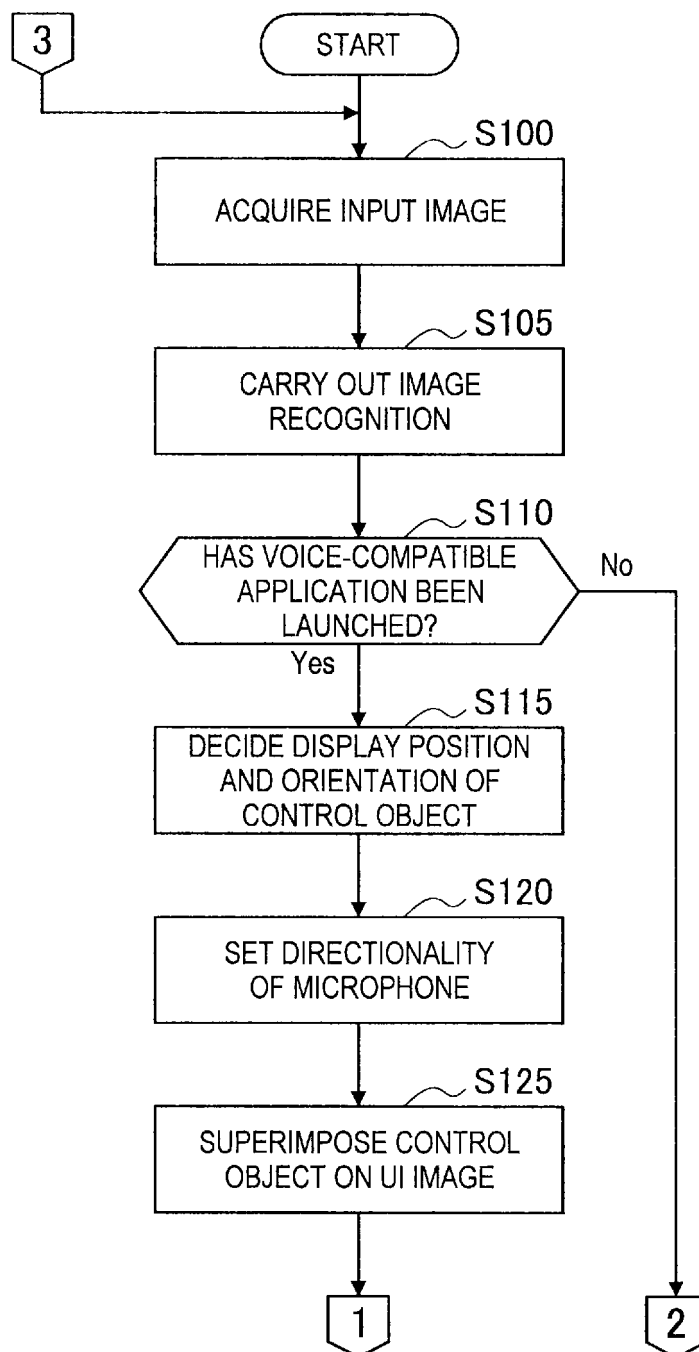 3
START
S100
ACQUIRE INPUT IMAGE
S105
CARRY OUT IMAGE
RECOGNITION
S110
HAS VOICE-COMPATIBLE
APPLICATION BEEN
LAUNCHED?
No
Yes
S115
DECIDE DISPLAY POSITION
AND ORIENTATION OF
CONTROL OBJECT
S120
SET DIRECTIONALITY
OF MICROPHONE
S125
SUPERIMPOSE CONTROL
OBJECT ON UI IMAGE
1
2